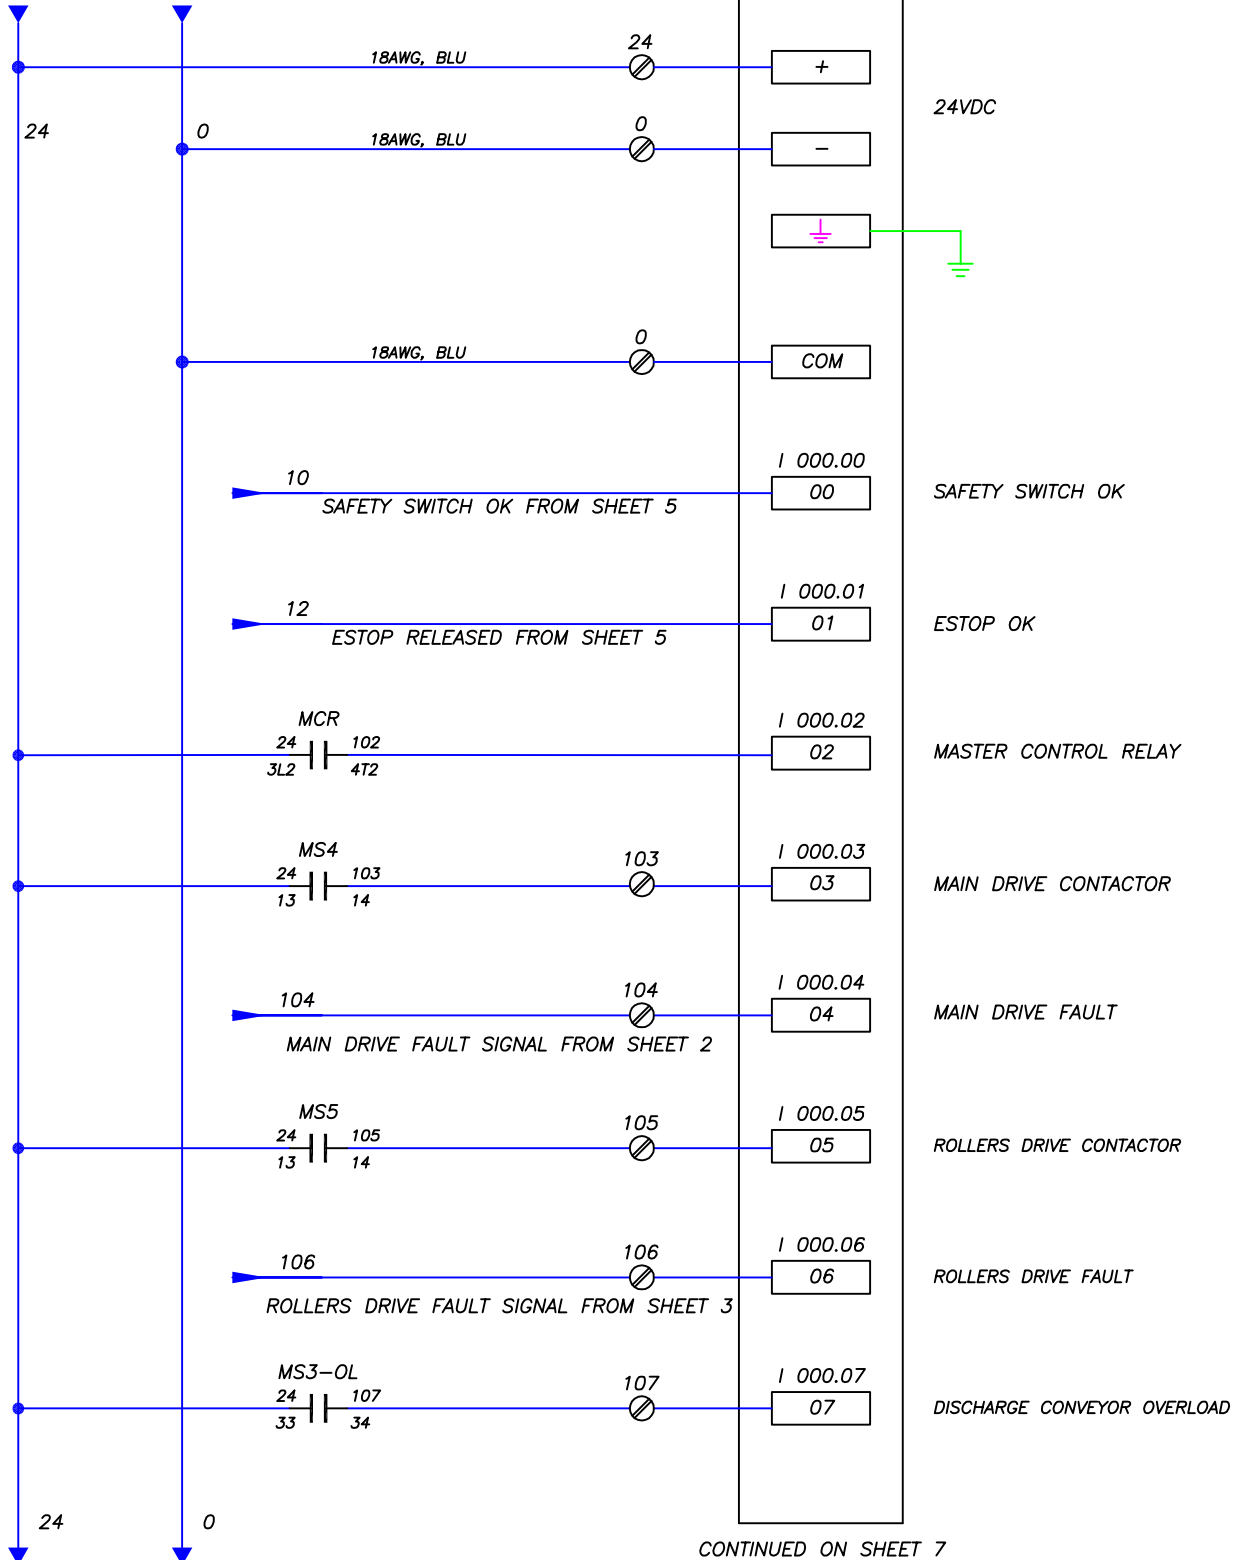 24
18AWG, BLU
+
24VDC
24
0
18AWG, BLU
0
−
0
18AWG, BLU
COM
I 000.00
10
00
SAFETY SWITCH OK
SAFETY SWITCH OK FROM SHEET 5
I 000.01
12
01
ESTOP OK
ESTOP RELEASED FROM SHEET 5
MCR
I 000.02
24
102
02
MASTER CONTROL RELAY
3L2
4T2
MS4
I 000.03
103
24
103
03
MAIN DRIVE CONTACTOR
13
14
I 000.04
104
104
04
MAIN DRIVE FAULT
MAIN DRIVE FAULT SIGNAL FROM SHEET 2
MS5
I 000.05
105
24
105
05
ROLLERS DRIVE CONTACTOR
13
14
I 000.06
106
106
06
ROLLERS DRIVE FAULT
ROLLERS DRIVE FAULT SIGNAL FROM SHEET 3
MS3-OL
I 000.07
107
24
107
07
DISCHARGE CONVEYOR OVERLOAD
33
34
24
0
CONTINUED ON SHEET 7